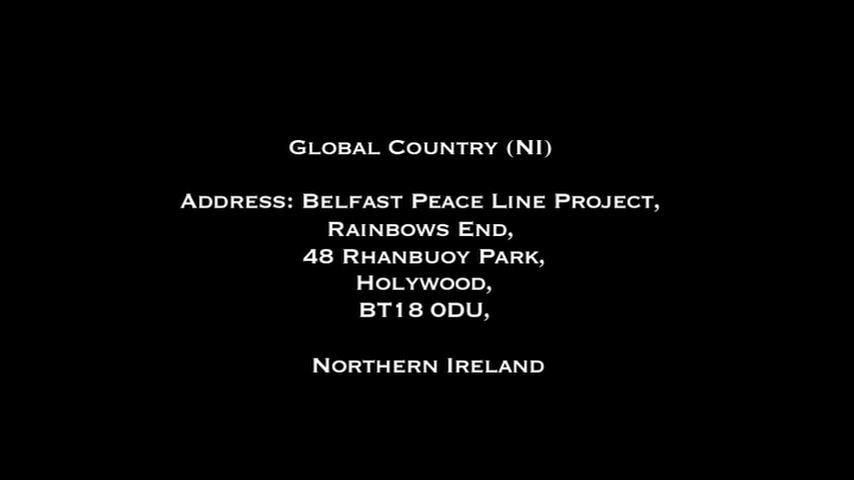 Global Country (NI)
Address: Belfast Peace Line Project,
Rainbows End,
48 Rhanbuoy Park,
Holywood,
BT18 0DU,
Northern Ireland